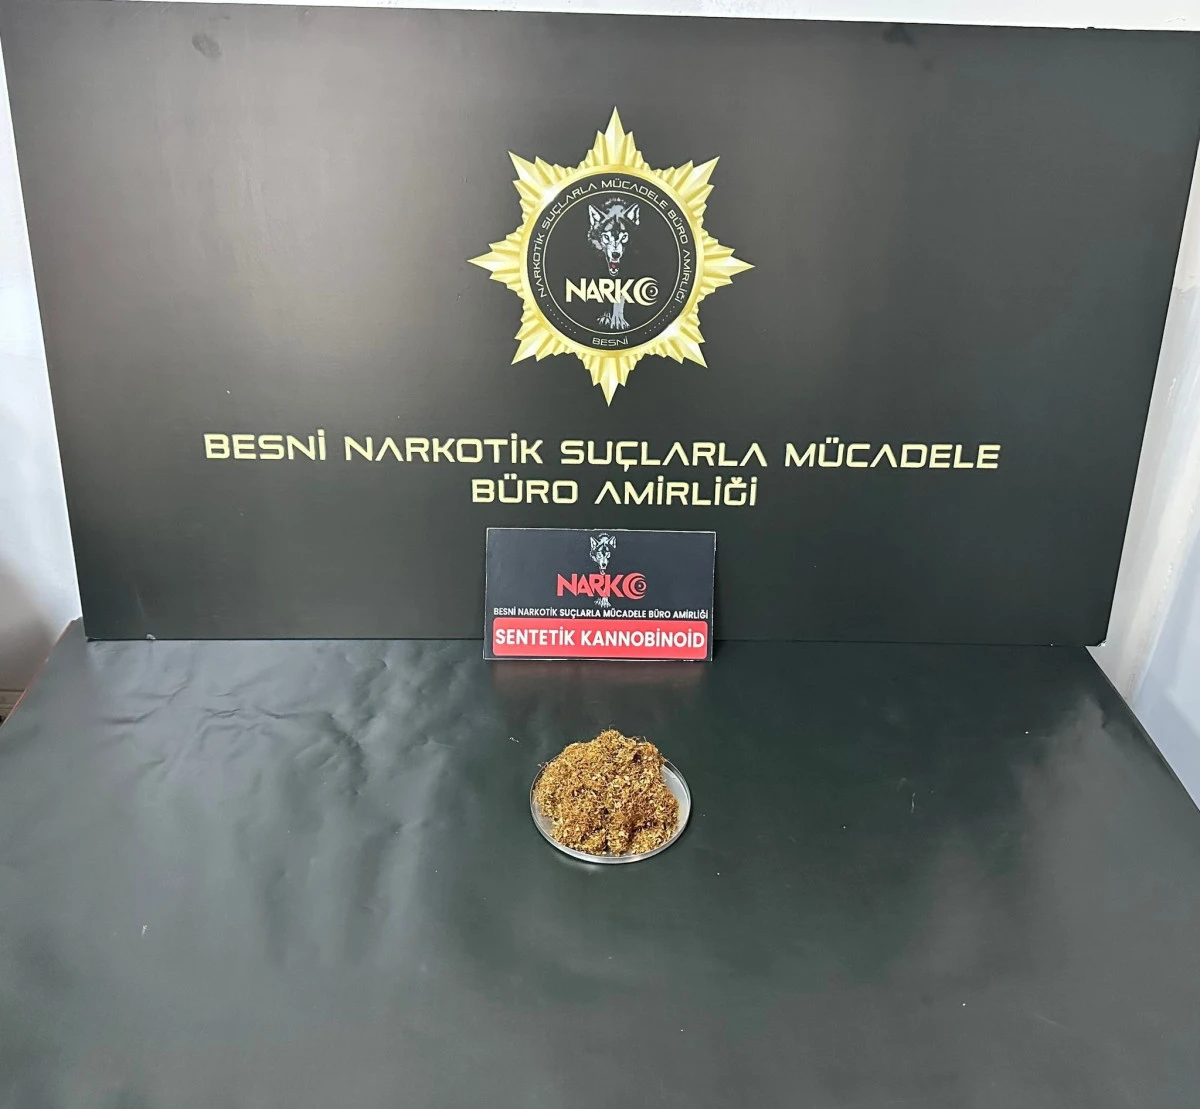 NARKOTİK SUÇLARLA MÜCADELE BÜRO AMİRLİĞİ
NARKO
BESNİ
BESNİ NARKOTİK SUÇLARLA MÜCADELE
BÜRO AMİRLİĞİ
NARKO
BESNİ NARKOTİK SUÇLARLA MÜCADELE BÜRO AMİRLİĞİ
SENTETİK KANNOBİNOİD